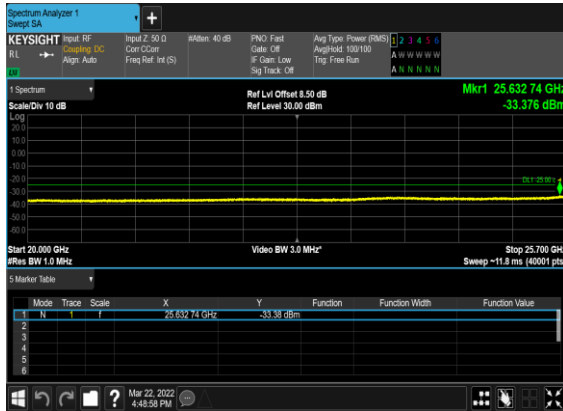 Spectrum Analyzer 1
Swept SA
+
KEYSIGHT Input: RF Input Z: 50 Ω #Atten: 40 dB PNO: Fast Avg Type: Power (RMS) 1 2 3 4 5 6
RL Coupling: DC Corr CCorr Gate: Off Avg|Hold: 100/100 A W W W W W
Align: Auto Freq Ref: Int (S) IF Gain: Low Trig: Free Run
LXI Sig Track: Off A N N N N N
1 Spectrum Ref Lvl Offset 8.50 dB Mkr1 25.632 74 GHz
Scale/Div 10 dB Ref Level 30.00 dBm -33.376 dBm
Log
20.0
10.0
0.00
-10.0
-20.0 DL1 -25.00
-30.0
-40.0
-50.0
-60.0
Start 20.000 GHz Video BW 3.0 MHz* Stop 25.700 GHz
#Res BW 1.0 MHz Sweep ~11.8 ms (40001 pts
5 Marker Table
Mode Trace Scale X Y Function Function Width Function Value
1 N 1 f 25.632 74 GHz -33.38 dBm
2
3
4
5
6
? Mar 22, 2022
4:48:58 PM